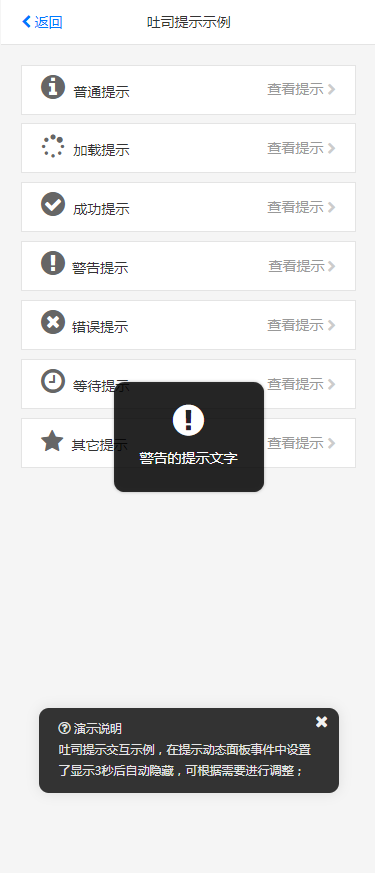 返回
吐司提示示例
普通提示
查看提示
加载提示
查看提示
成功提示
查看提示
警告提示
查看提示
错误提示
查看提示
等待提示
查看提示
其它提示
查看提示
警告的提示文字
演示说明
吐司提示交互示例，在提示动态面板事件中设置
了显示3秒后自动隐藏，可根据需要进行调整；